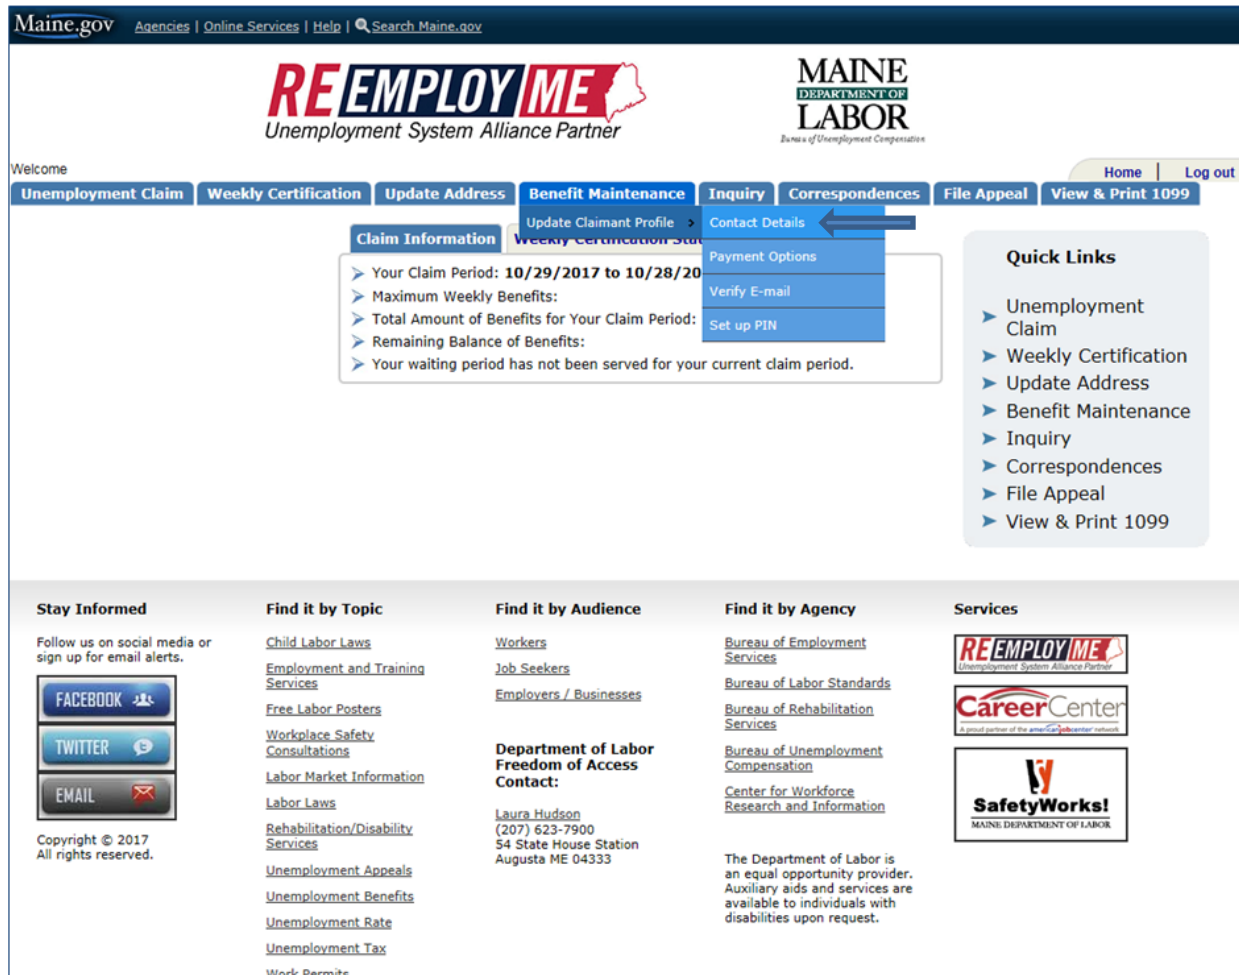 Maine.gov Agencies | Online Services | Help | Search Maine.gov
REEMPLOYME
Unemployment System Alliance Partner
MAINE
DEPARTMENT OF
LABOR
Bureau of Unemployment Compensation
Welcome
Home | Log out
Unemployment Claim Weekly Certification Update Address Benefit Maintenance Inquiry Correspondences File Appeal View & Print 1099
Update Claimant Profile > Contact Details
Payment Options
Verify E-mail
Set up PIN
Claim Information Weekly Certification
Your Claim Period: 10/29/2017 to 10/28/20
Maximum Weekly Benefits:
Total Amount of Benefits for Your Claim Period:
Remaining Balance of Benefits:
Your waiting period has not been served for your current claim period.
Quick Links
Unemployment
Claim
Weekly Certification
Update Address
Benefit Maintenance
Inquiry
Correspondences
File Appeal
View & Print 1099
Stay Informed
Follow us on social media or
sign up for email alerts.
FACEBOOK
TWITTER
EMAIL
Copyright © 2017
All rights reserved.
Find it by Topic
Child Labor Laws
Employment and Training
Services
Free Labor Posters
Workplace Safety
Consultations
Labor Market Information
Labor Laws
Rehabilitation/Disability
Services
Unemployment Appeals
Unemployment Benefits
Unemployment Rate
Unemployment Tax
Work Permits
Find it by Audience
Workers
Job Seekers
Employers / Businesses
Department of Labor
Freedom of Access
Contact:
Laura Hudson
(207) 623-7900
54 State House Station
Augusta ME 04333
Find it by Agency
Bureau of Employment
Services
Bureau of Labor Standards
Bureau of Rehabilitation
Services
Bureau of Unemployment
Compensation
Center for Workforce
Research and Information
The Department of Labor is
an equal opportunity provider.
Auxiliary aids and services are
available to individuals with
disabilities upon request.
Services
REEMPLOYME
Unemployment System Alliance Partner
CareerCenter
A proud partner of the americanjobcenter network
SafetyWorks!
MAINE DEPARTMENT OF LABOR